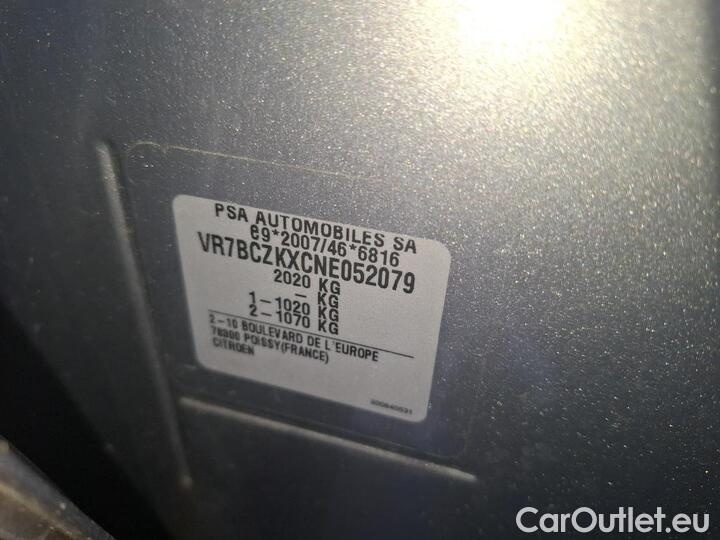 PSA AUTOMOBILES SA
e9*2007/46*6816
VR7BCZKXCNE052079
2020 KG
- KG
1-1020 KG
2-1070 KG
2-10 BOULEVARD DE L'EUROPE
78300 POISSY(FRANCE)
CITROEN
CarOutlet.eu